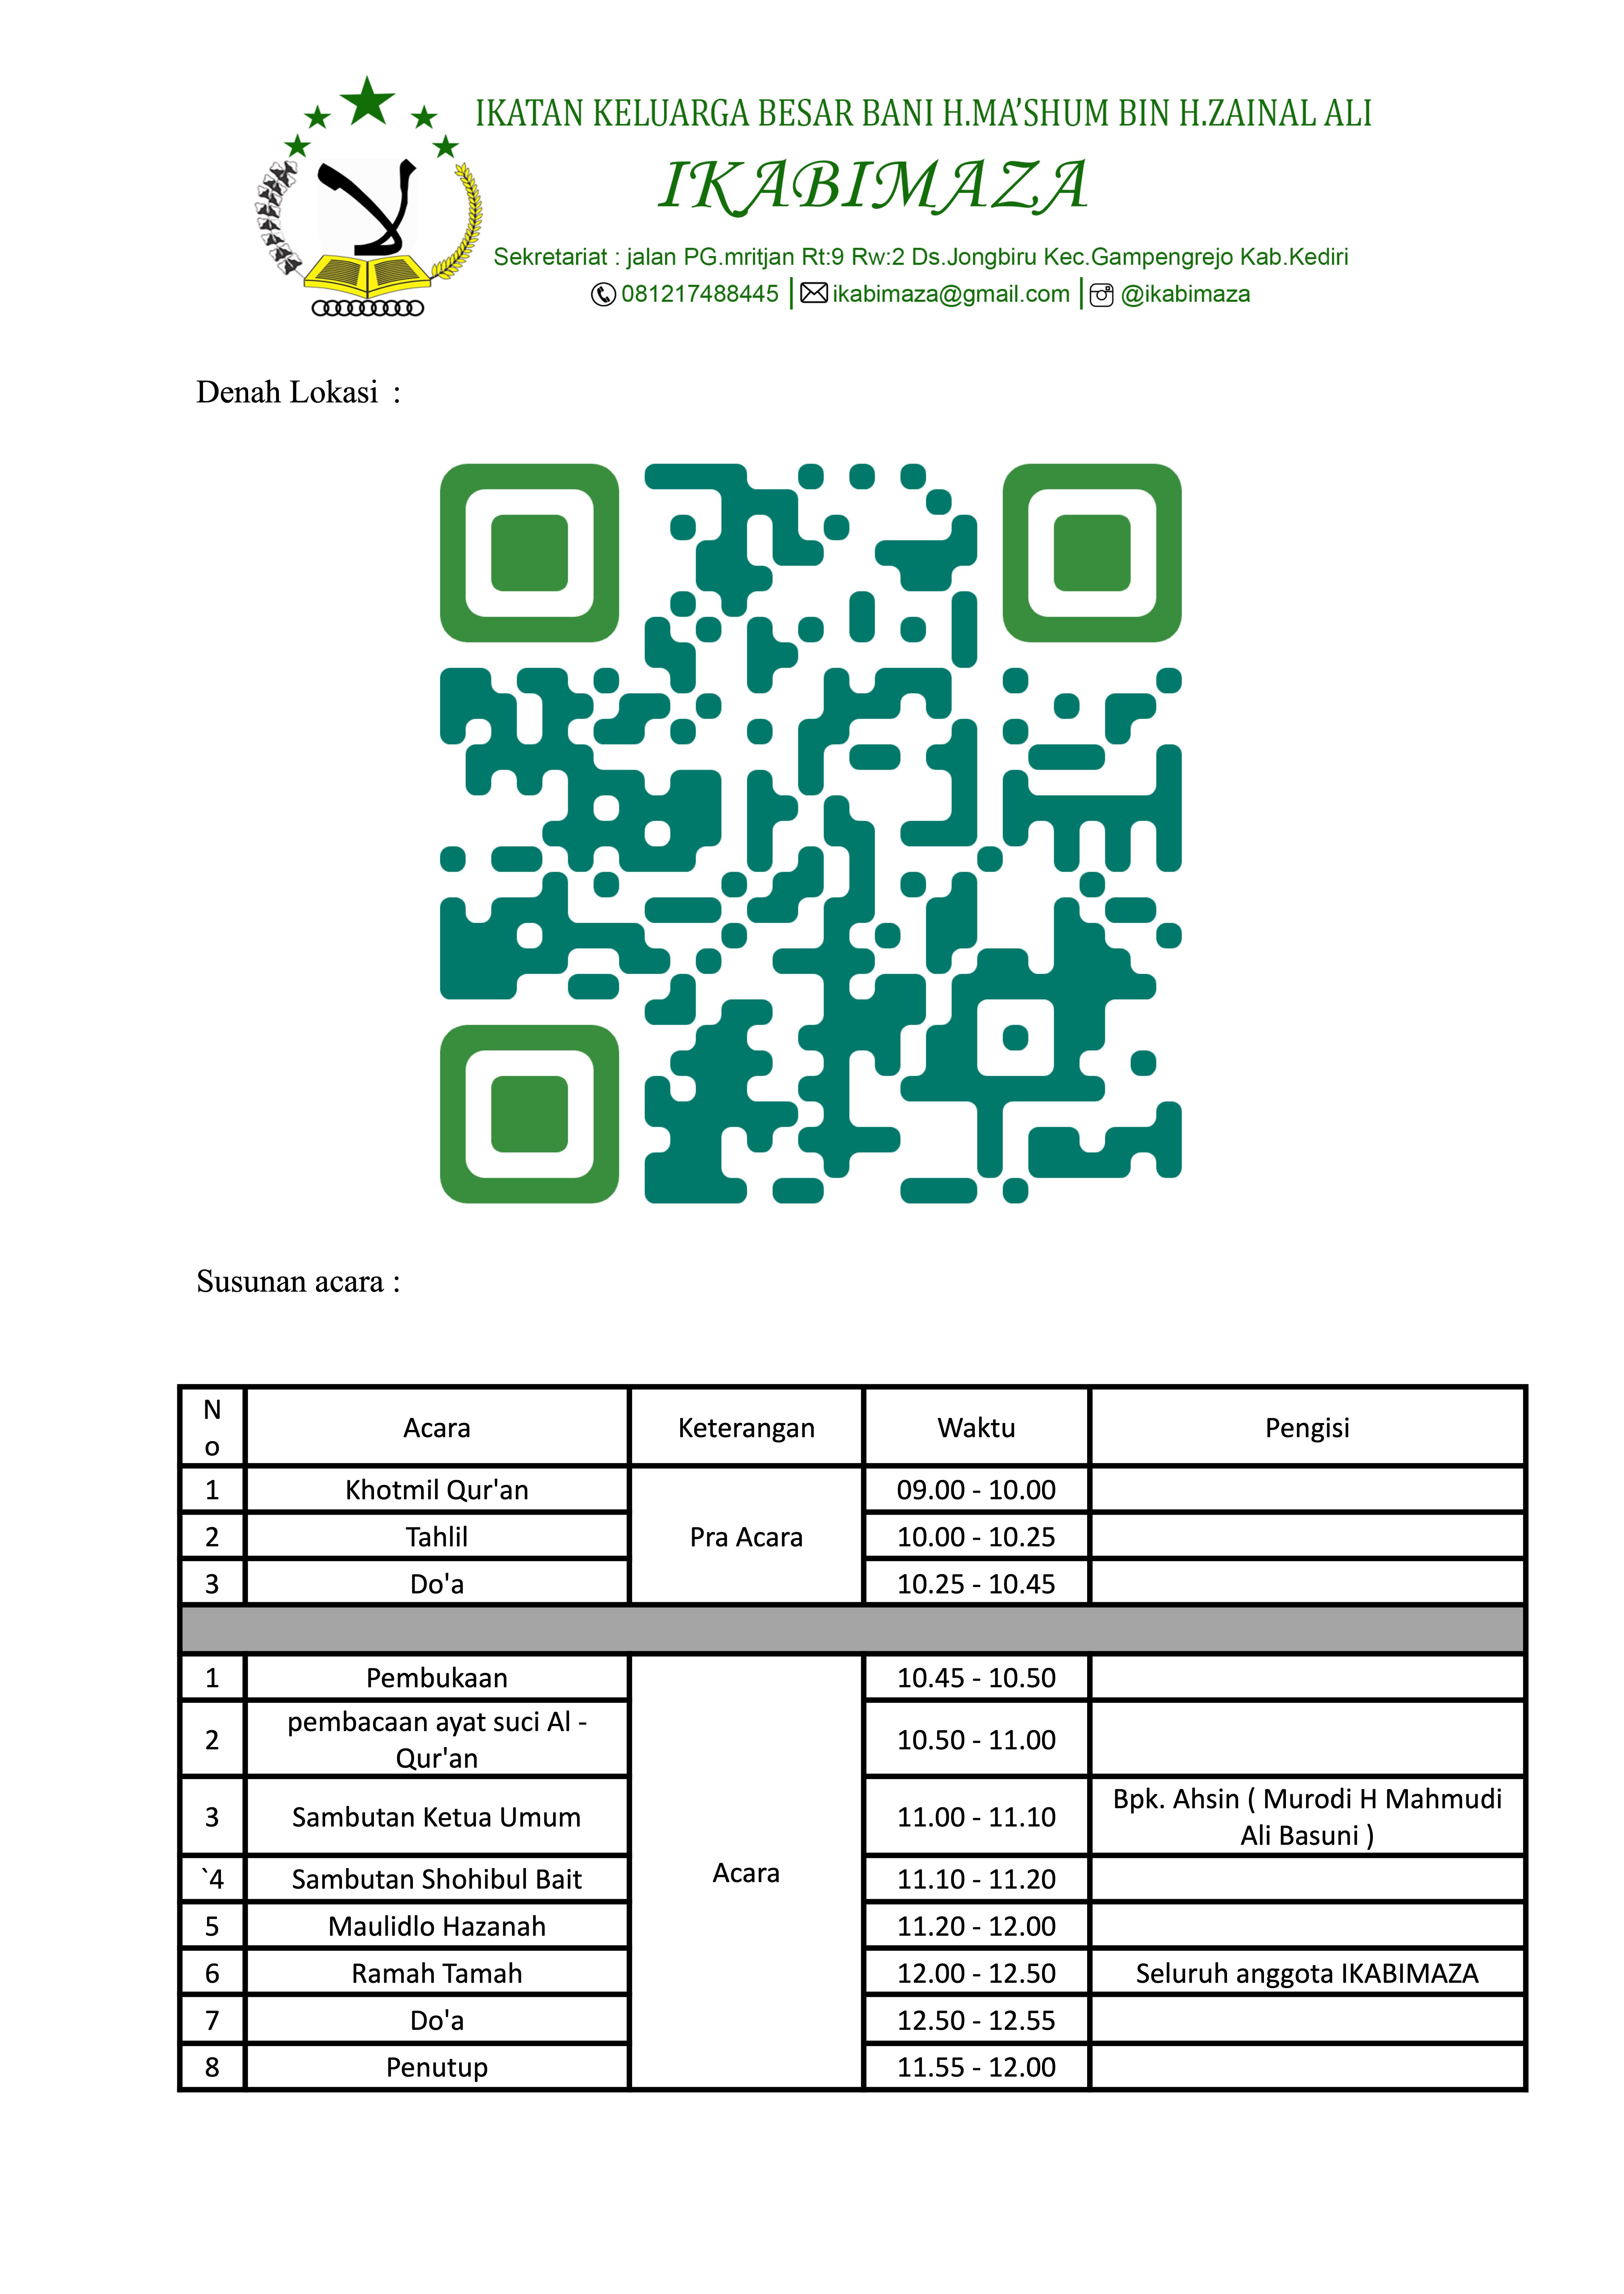 IKATAN KELUARGA BESAR BANI H.MA’SHUM BIN H.ZAINAL ALI
IKABIMAZA
Sekretariat : jalan PG.mritjan Rt:9 Rw:2 Ds.Jongbiru Kec.Gampengrejo Kab.Kediri
081217488445 | ikabimaza@gmail.com | @ikabimaza
لا
Denah Lokasi :
Susunan acara :
No Acara Keterangan Waktu Pengisi
1 Khotmil Qur'an 09.00 - 10.00
2 Tahlil Pra Acara 10.00 - 10.25
3 Do'a 10.25 - 10.45
1 Pembukaan 10.45 - 10.50
2 pembacaan ayat suci Al -
Qur'an 10.50 - 11.00
3 Sambutan Ketua Umum 11.00 - 11.10 Bpk. Ahsin ( Murodi H Mahmudi
Ali Basuni )
`4 Sambutan Shohibul Bait Acara 11.10 - 11.20
5 Maulidlo Hazanah 11.20 - 12.00
6 Ramah Tamah 12.00 - 12.50 Seluruh anggota IKABIMAZA
7 Do'a 12.50 - 12.55
8 Penutup 11.55 - 12.00